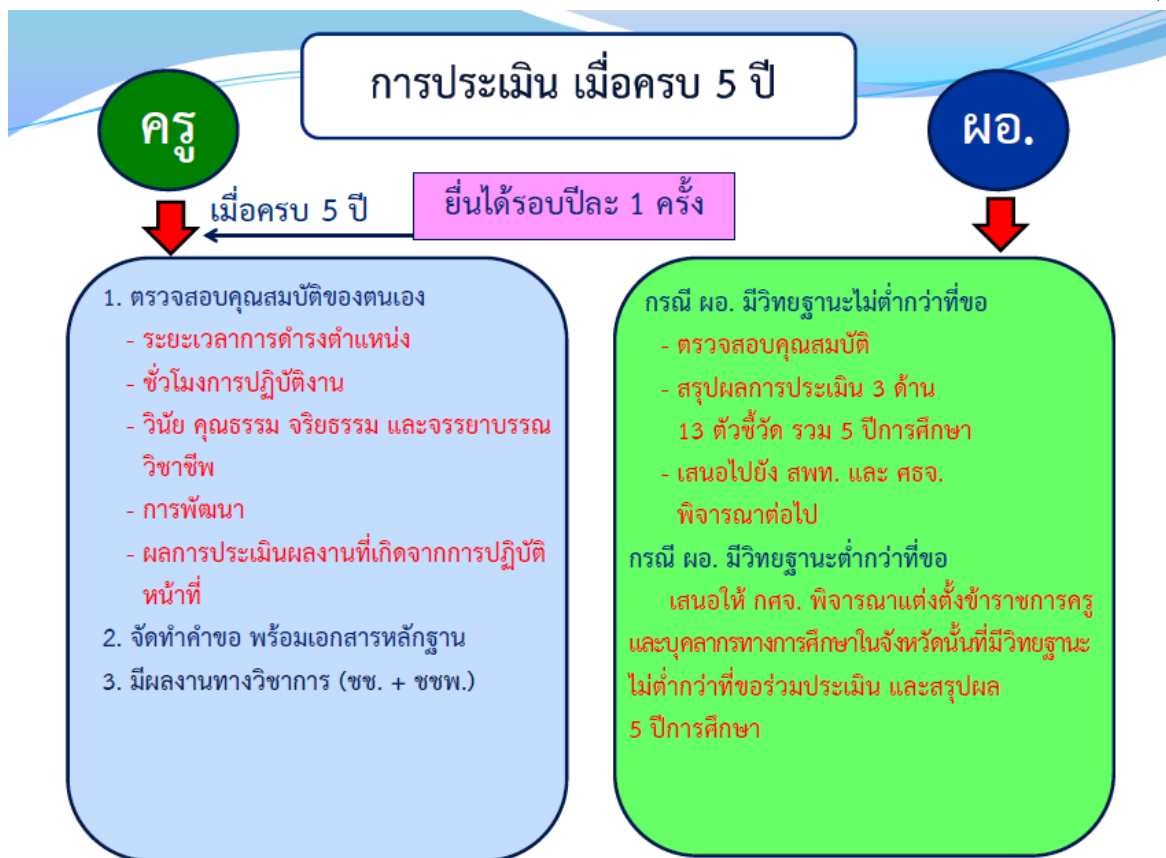 การประเมิน เมื่อครบ 5 ปี
ครู
ผอ.
เมื่อครบ 5 ปี
ยื่นได้รอบปีละ 1 ครั้ง
1. ตรวจสอบคุณสมบัติของตนเอง
- ระยะเวลาการดำรงตำแหน่ง
- ชั่วโมงการปฏิบัติงาน
- วินัย คุณธรรม จริยธรรม และจรรยาบรรณ
วิชาชีพ
- การพัฒนา
- ผลการประเมินผลงานที่เกิดจากการปฏิบัติ
หน้าที่
2. จัดทำคำขอ พร้อมเอกสารหลักฐาน
3. มีผลงานทางวิชาการ (ชช. + ชชพ.)
กรณี ผอ. มีวิทยฐานะไม่ต่ำกว่าที่ขอ
- ตรวจสอบคุณสมบัติ
- สรุปผลการประเมิน 3 ด้าน
13 ตัวชี้วัด รวม 5 ปีการศึกษา
- เสนอไปยัง สพท. และ ศธจ.
พิจารณาต่อไป
กรณี ผอ. มีวิทยฐานะต่ำกว่าที่ขอ
เสนอให้ กศจ. พิจารณาแต่งตั้งข้าราชการครู
และบุคลากรทางการศึกษาในจังหวัดนั้นที่มีวิทยฐานะ
ไม่ต่ำกว่าที่ขอร่วมประเมิน และสรุปผล
5 ปีการศึกษา